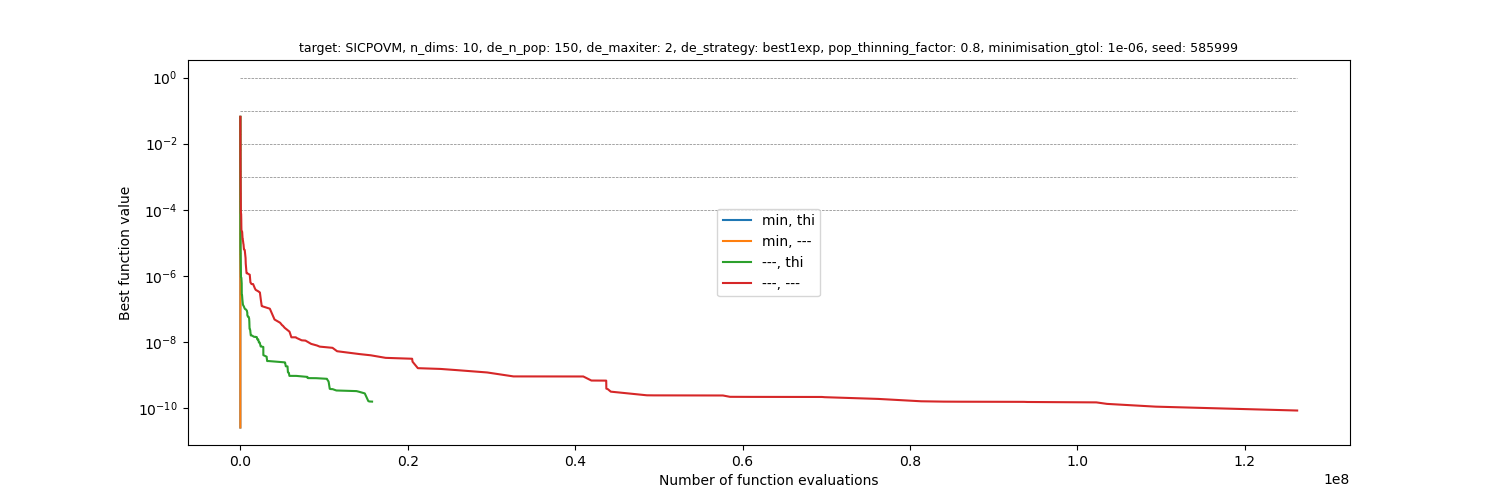 target: SICPOVM, n_dims: 10, de_n_pop: 150, de_maxiter: 2, de_strategy: best1exp, pop_thinning_factor: 0.8, minimisation_gtol: 1e-06, seed: 585999
Best function value
10⁰
10⁻²
10⁻⁴
10⁻⁶
10⁻⁸
10⁻¹⁰
min, thi
min, ---
---, thi
---, ---
0.0 0.2 0.4 0.6 0.8 1.0 1.2
1e8
Number of function evaluations